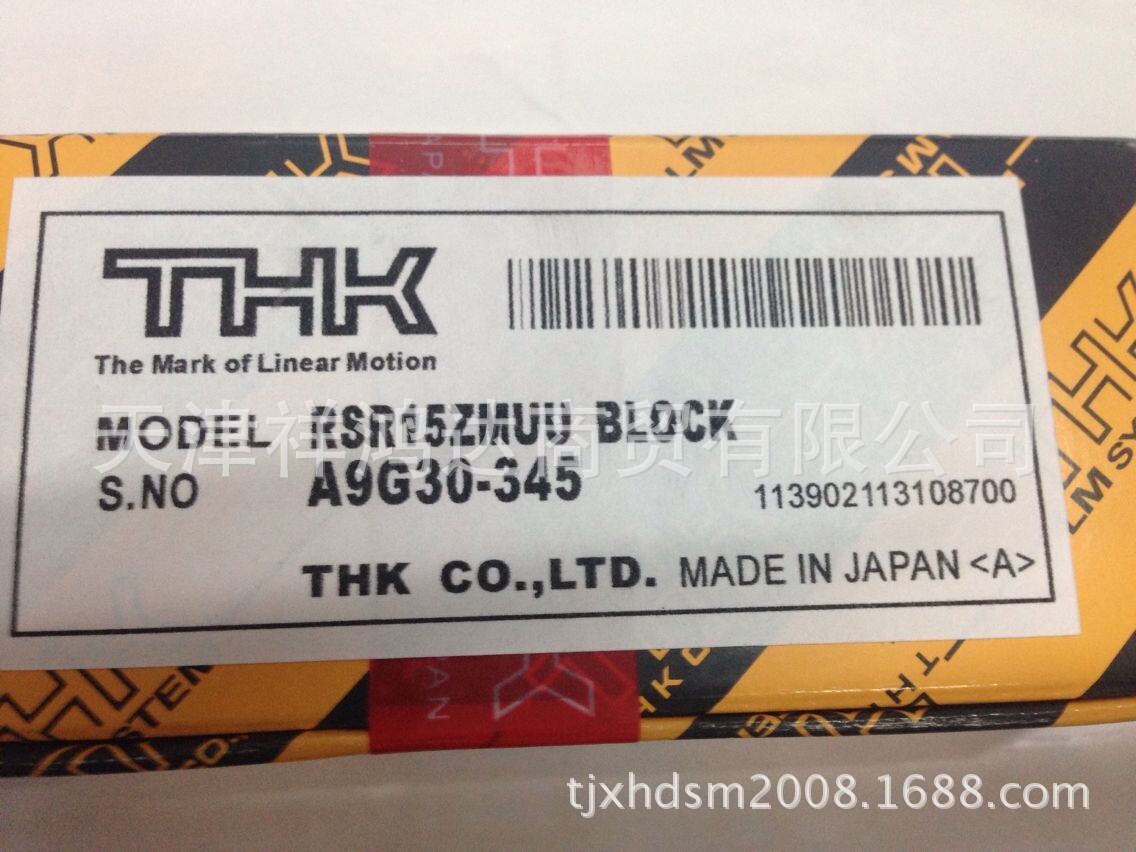 THK
The Mark of Linear Motion
MODEL RSR15ZMUU BLOCK
天津祥鸿达商贸有限公司
S.NO A9G30-345
113902113108700
THK CO.,LTD. MADE IN JAPAN <A>
tjxhdsm2008.1688.com